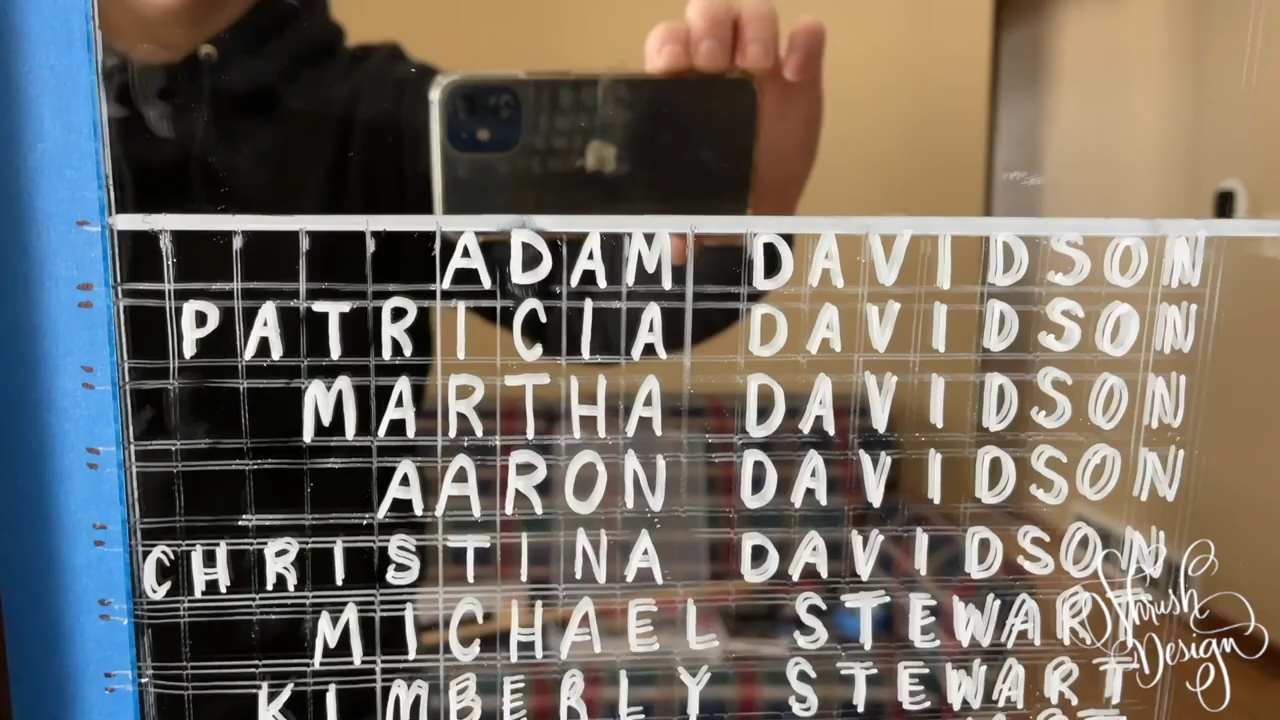 ADAM DAVIDSON
PATRICIA DAVIDSON
MARTHA DAVIDSON
AARON DAVIDSON
CHRISTINA DAVIDSON
MICHAEL STEWART
KIMBERLY STEWART
Thrush
Design